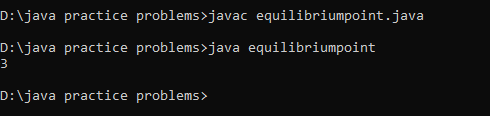 D:\java practice problems>javac equilibriumpoint.java
D:\java practice problems>java equilibriumpoint
3
D:\java practice problems>